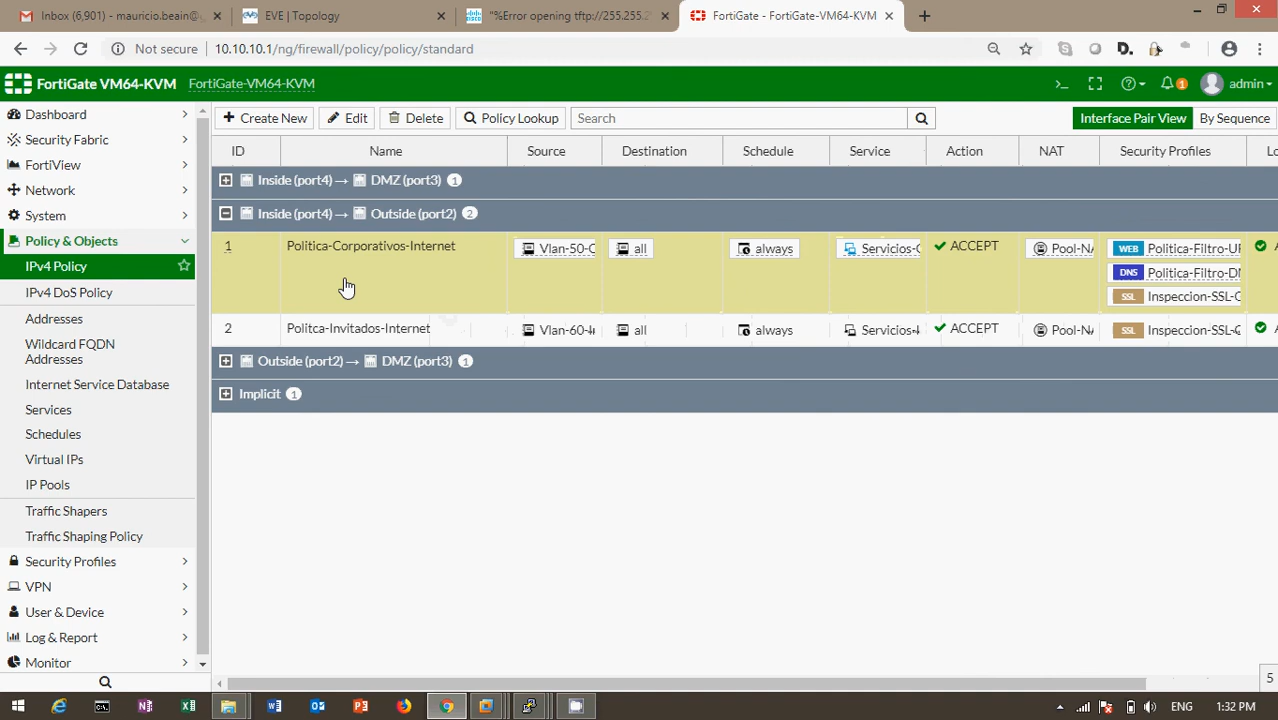 Inbox (6,901) - mauricio.beain@
EVE | Topology
"%Error opening tftp://255.255.2
FortiGate - FortiGate-VM64-KVM
Not secure
10.10.10.1/ng/firewall/policy/policy/standard
FortiGate VM64-KVM
FortiGate-VM64-KVM
1
admin
Dashboard
Security Fabric
FortiView
Network
System
Policy & Objects
IPv4 Policy
IPv4 DoS Policy
Addresses
Wildcard FQDN
Addresses
Internet Service Database
Services
Schedules
Virtual IPs
IP Pools
Traffic Shapers
Traffic Shaping Policy
Security Profiles
VPN
User & Device
Log & Report
Monitor
Create New
Edit
Delete
Policy Lookup
Search
Interface Pair View
By Sequence
ID Name Source Destination Schedule Service Action NAT Security Profiles Lo
Inside (port4) → DMZ (port3) 1
Inside (port4) → Outside (port2) 2
1 Politica-Corporativos-Internet Vlan-50-C all always Servicios-C ACCEPT Pool-NA WEB Politica-Filtro-UR
DNS Politica-Filtro-DN
SSL Inspeccion-SSL-C
2 Politca-Invitados-Internet Vlan-60-I all always Servicios-I ACCEPT Pool-NA SSL Inspeccion-SSL-C
Outside (port2) → DMZ (port3) 1
Implicit 1
5
ENG
1:32 PM